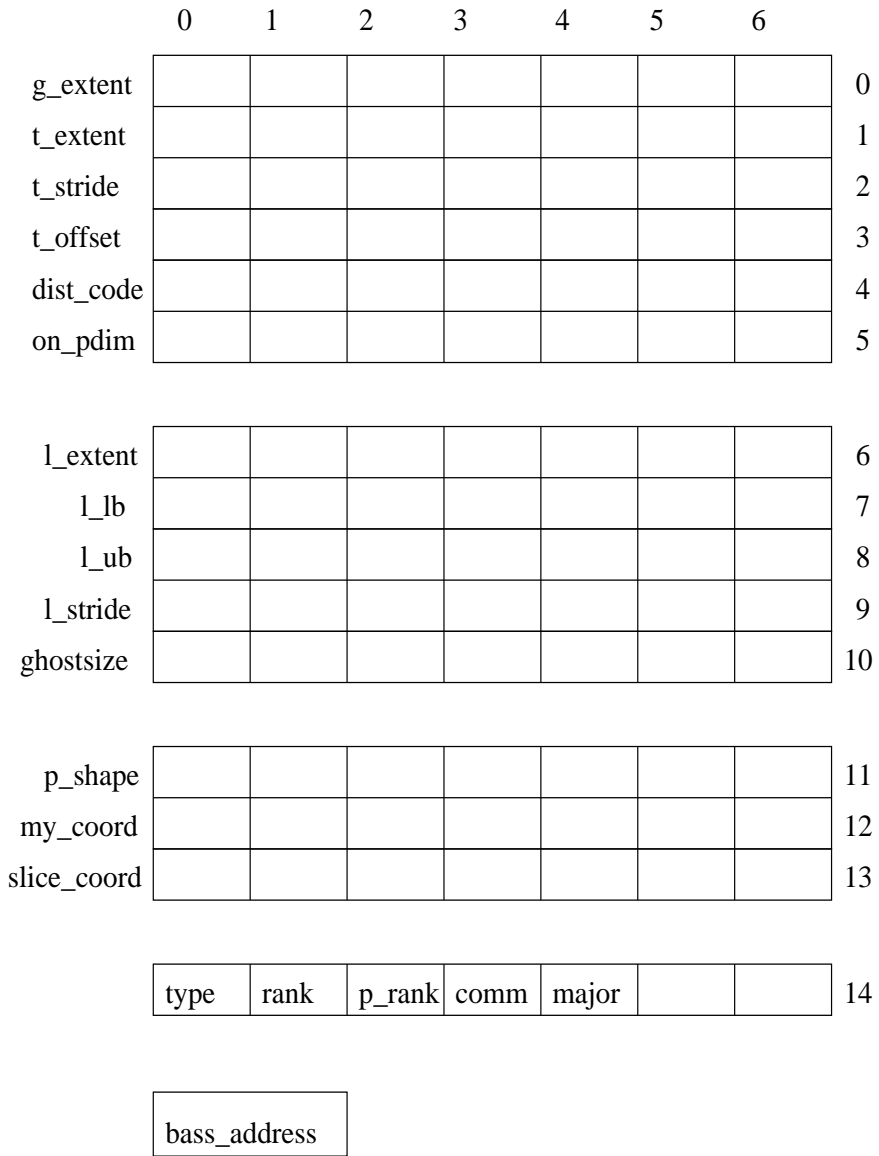 0 1 2 3 4 5 6
g_extent 0
t_extent 1
t_stride 2
t_offset 3
dist_code 4
on_pdim 5
l_extent 6
l_lb 7
l_ub 8
l_stride 9
ghostsize 10
p_shape 11
my_coord 12
slice_coord 13
type rank p_rank comm major 14
bass_address